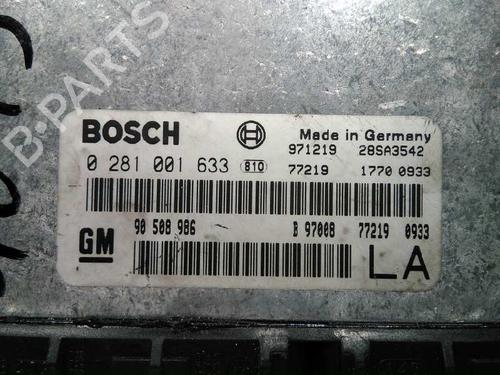 B-PARTS
BOSCH Made in Germany
971219 28SA3542
0 281 001 633 810 77219 1770 0933
GM 90 508 986 B 97008 77219 0933
LA